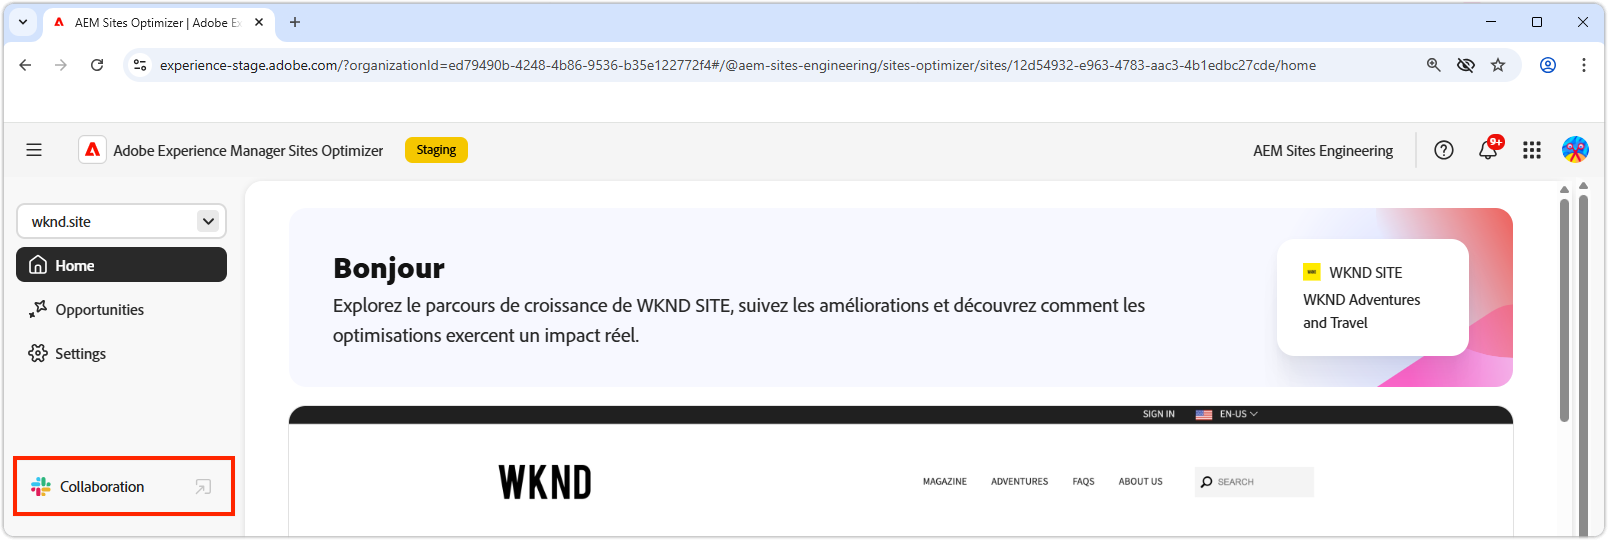 AEM Sites Optimizer | Adobe E
experience-stage.adobe.com/?organizationId=ed79490b-4248-4b86-9536-b35e122772f4#/@aem-sites-engineering/sites-optimizer/sites/12d54932-e963-4783-aac3-4b1edbc27cde/home
Adobe Experience Manager Sites Optimizer
Staging
AEM Sites Engineering
9+
wknd.site
Home
Opportunities
Settings
Collaboration
Bonjour
Explorez le parcours de croissance de WKND SITE, suivez les améliorations et découvrez comment les
optimisations exercent un impact réel.
WKND SITE
WKND Adventures
and Travel
SIGN IN
EN-US
WKND
MAGAZINE
ADVENTURES
FAQS
ABOUT US
SEARCH